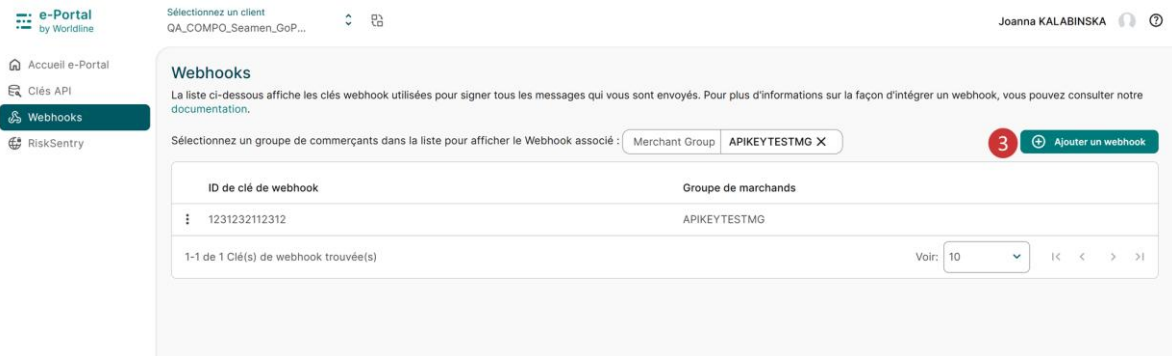 e-Portal
by Worldline
Sélectionnez un client
QA_COMPO_Seamen_GoP...
Joanna KALABINSKA
Accueil e-Portal
Clés API
Webhooks
RiskSentry
Webhooks
La liste ci-dessous affiche les clés webhook utilisées pour signer tous les messages qui vous sont envoyés. Pour plus d'informations sur la façon d'intégrer un webhook, vous pouvez consulter notre
documentation.
Sélectionnez un groupe de commerçants dans la liste pour afficher le Webhook associé : Merchant Group APIKEYTESTMG
3 Ajouter un webhook
ID de clé de webhook Groupe de marchands
1231232112312 APIKEYTESTMG
1-1 de 1 Clé(s) de webhook trouvée(s) Voir: 10